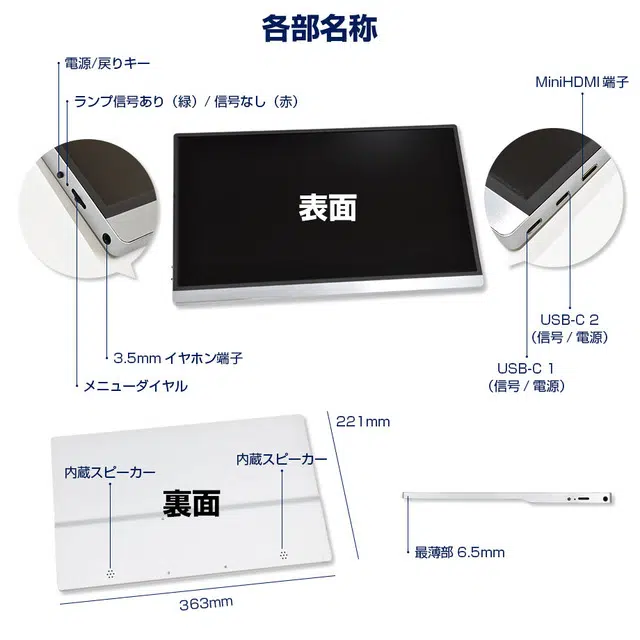 各部名称
電源/戻りキー
ランプ信号あり（緑）/ 信号なし（赤）
MiniHDMI 端子
表面
USB-C 2
（信号 / 電源）
USB-C 1
（信号 / 電源）
3.5mm イヤホン端子
メニューダイヤル
221mm
内蔵スピーカー
内蔵スピーカー
裏面
最薄部 6.5mm
363mm